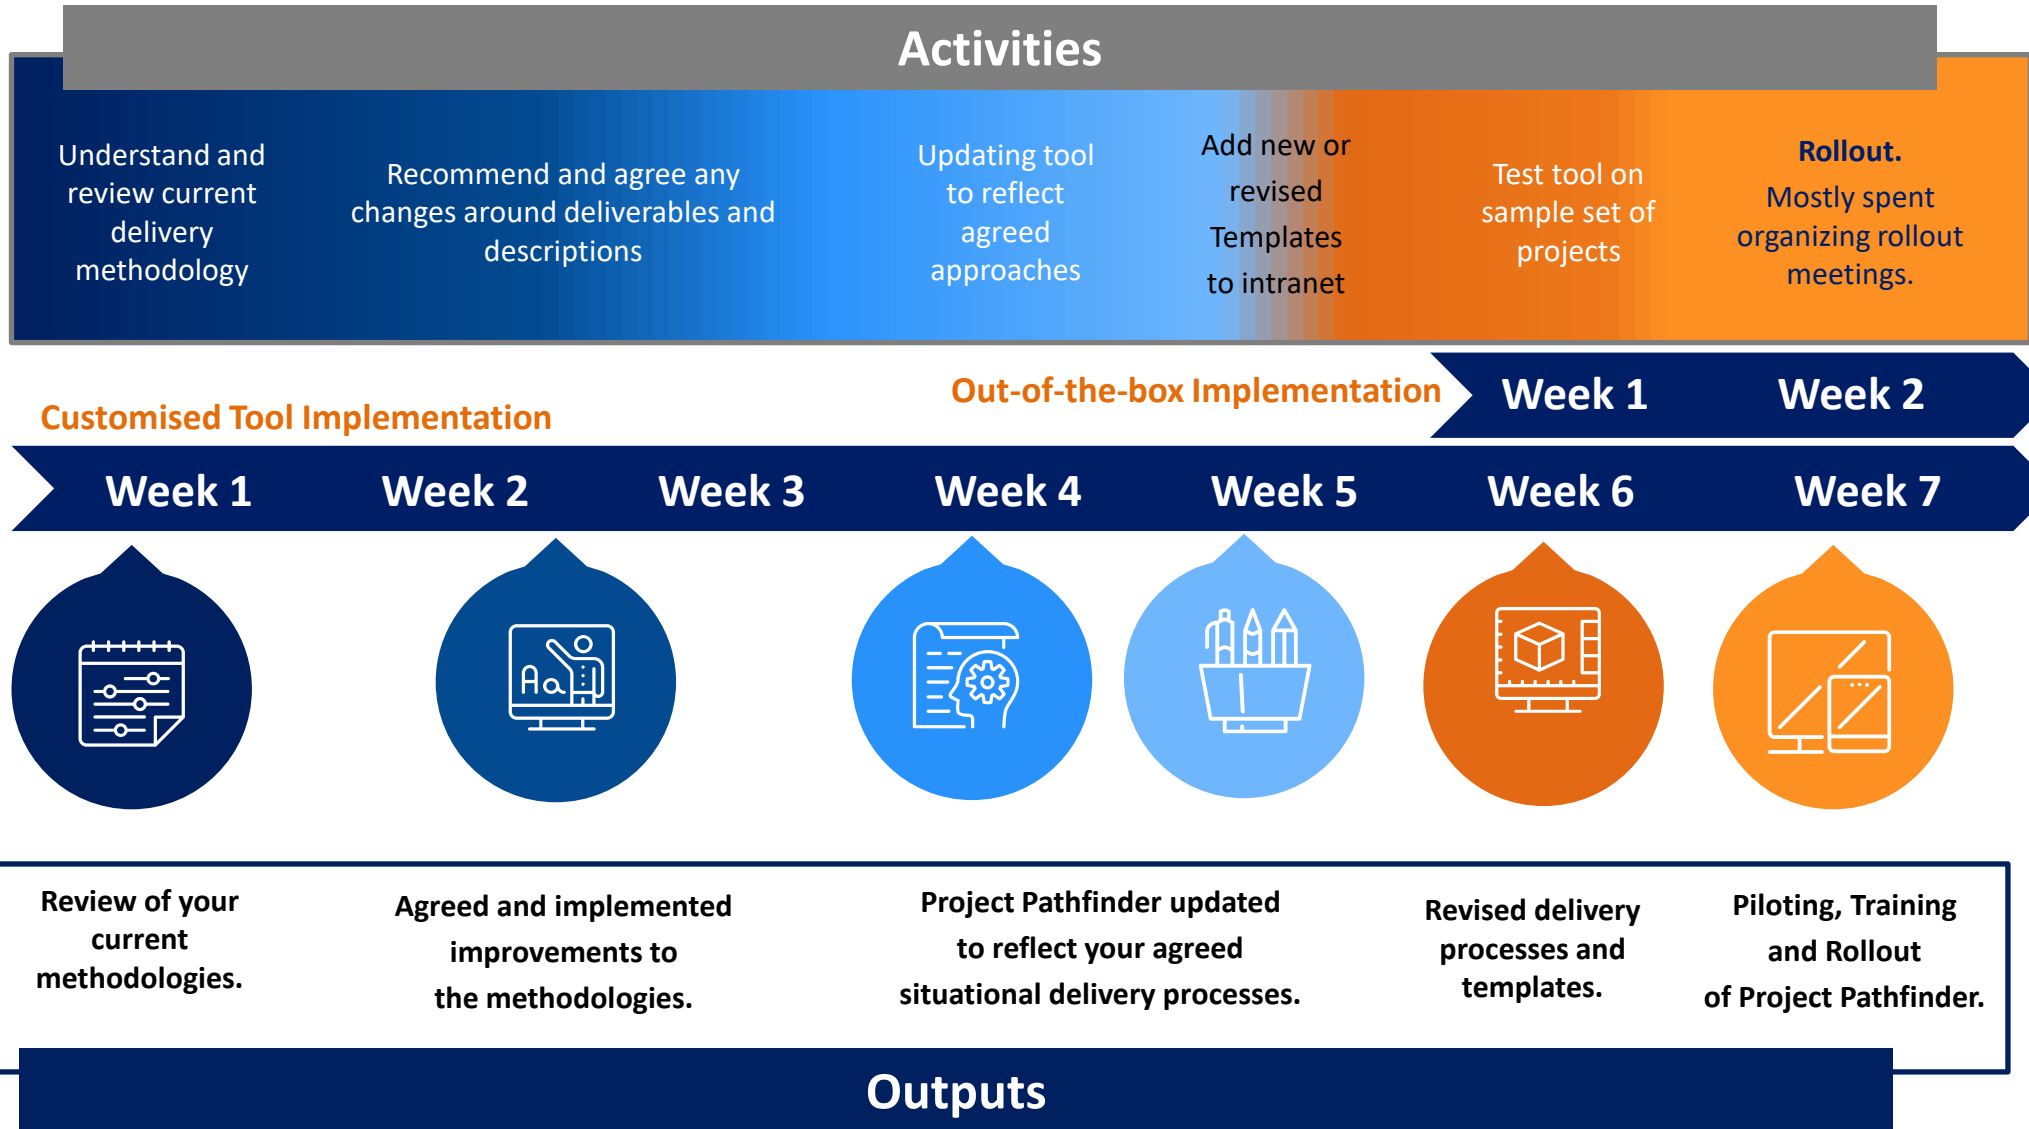 Activities
Understand and
review current
delivery
methodology
Recommend and agree any
changes around deliverables and
descriptions
Updating tool
to reflect
agreed
approaches
Add new or
revised
Templates
to intranet
Test tool on
sample set of
projects
Rollout.
Mostly spent
organizing rollout
meetings.
Out-of-the-box Implementation
Week 1
Week 2
Customised Tool Implementation
Week 1
Week 2
Week 3
Week 4
Week 5
Week 6
Week 7
Aa
Review of your
current
methodologies.
Agreed and implemented
improvements to
the methodologies.
Project Pathfinder updated
to reflect your agreed
situational delivery processes.
Revised delivery
processes and
templates.
Piloting, Training
and Rollout
of Project Pathfinder.
Outputs